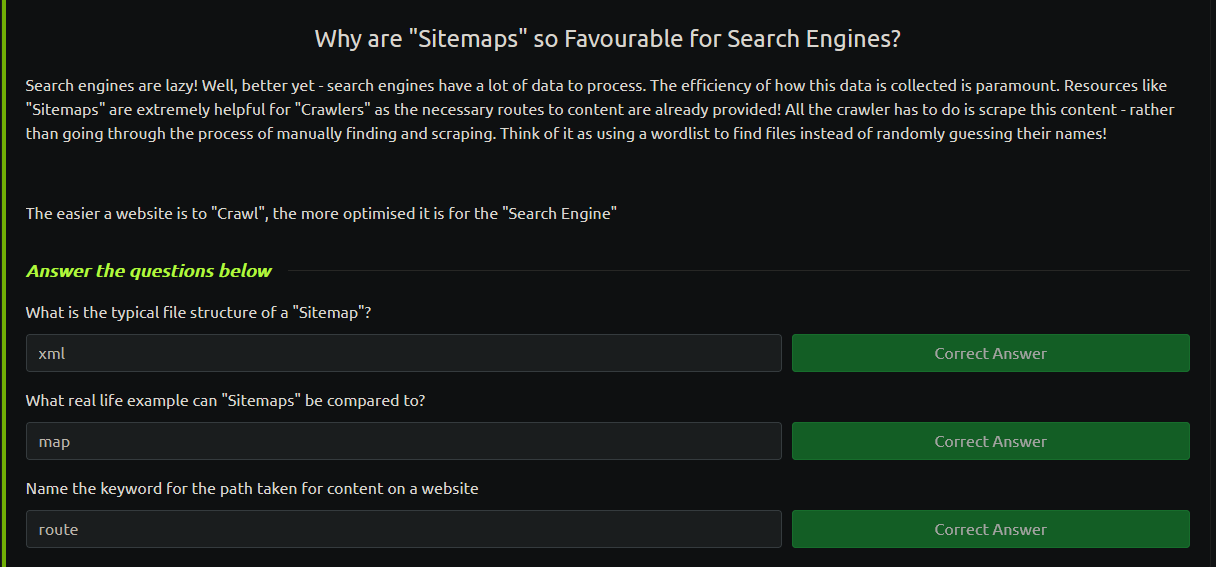 Why are "Sitemaps" so Favourable for Search Engines?
Search engines are lazy! Well, better yet - search engines have a lot of data to process. The efficiency of how this data is collected is paramount. Resources like
"Sitemaps" are extremely helpful for "Crawlers" as the necessary routes to content are already provided! All the crawler has to do is scrape this content - rather
than going through the process of manually finding and scraping. Think of it as using a wordlist to find files instead of randomly guessing their names!
The easier a website is to "Crawl", the more optimised it is for the "Search Engine"
Answer the questions below
What is the typical file structure of a "Sitemap"?
xml
Correct Answer
What real life example can "Sitemaps" be compared to?
map
Correct Answer
Name the keyword for the path taken for content on a website
route
Correct Answer